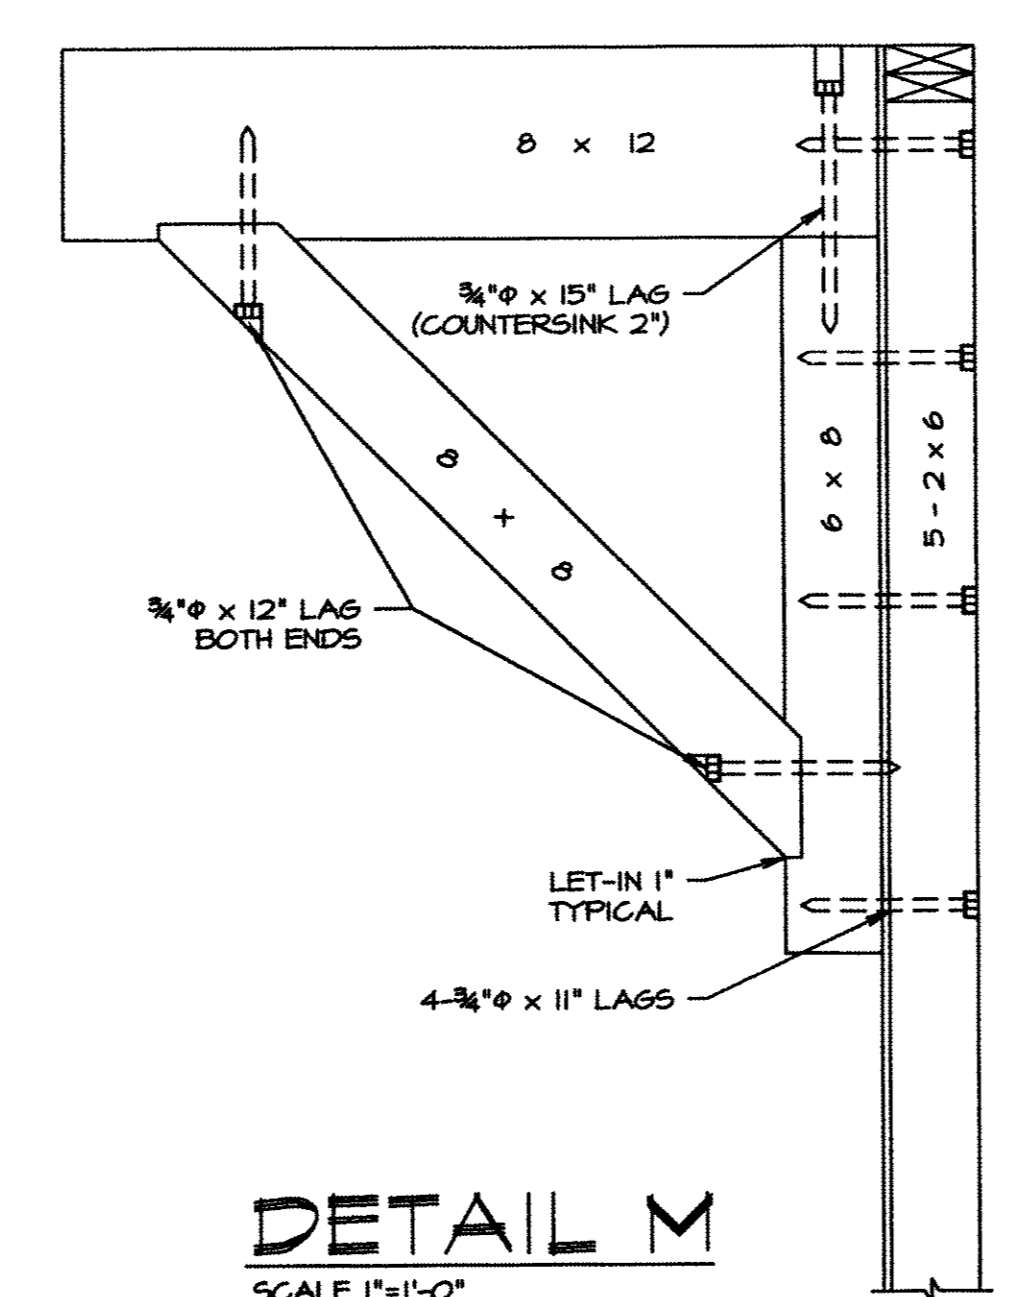 8 x 12
¾"Φ x 15" LAG
(COUNTERSINK 2")
6 x 8
5 - 2 x 6
8 + 8
¾"Φ x 12" LAG
BOTH ENDS
LET-IN 1"
TYPICAL
4-¾"Φ x 11" LAGS
DETAIL M
SCALE 1"=1'-0"